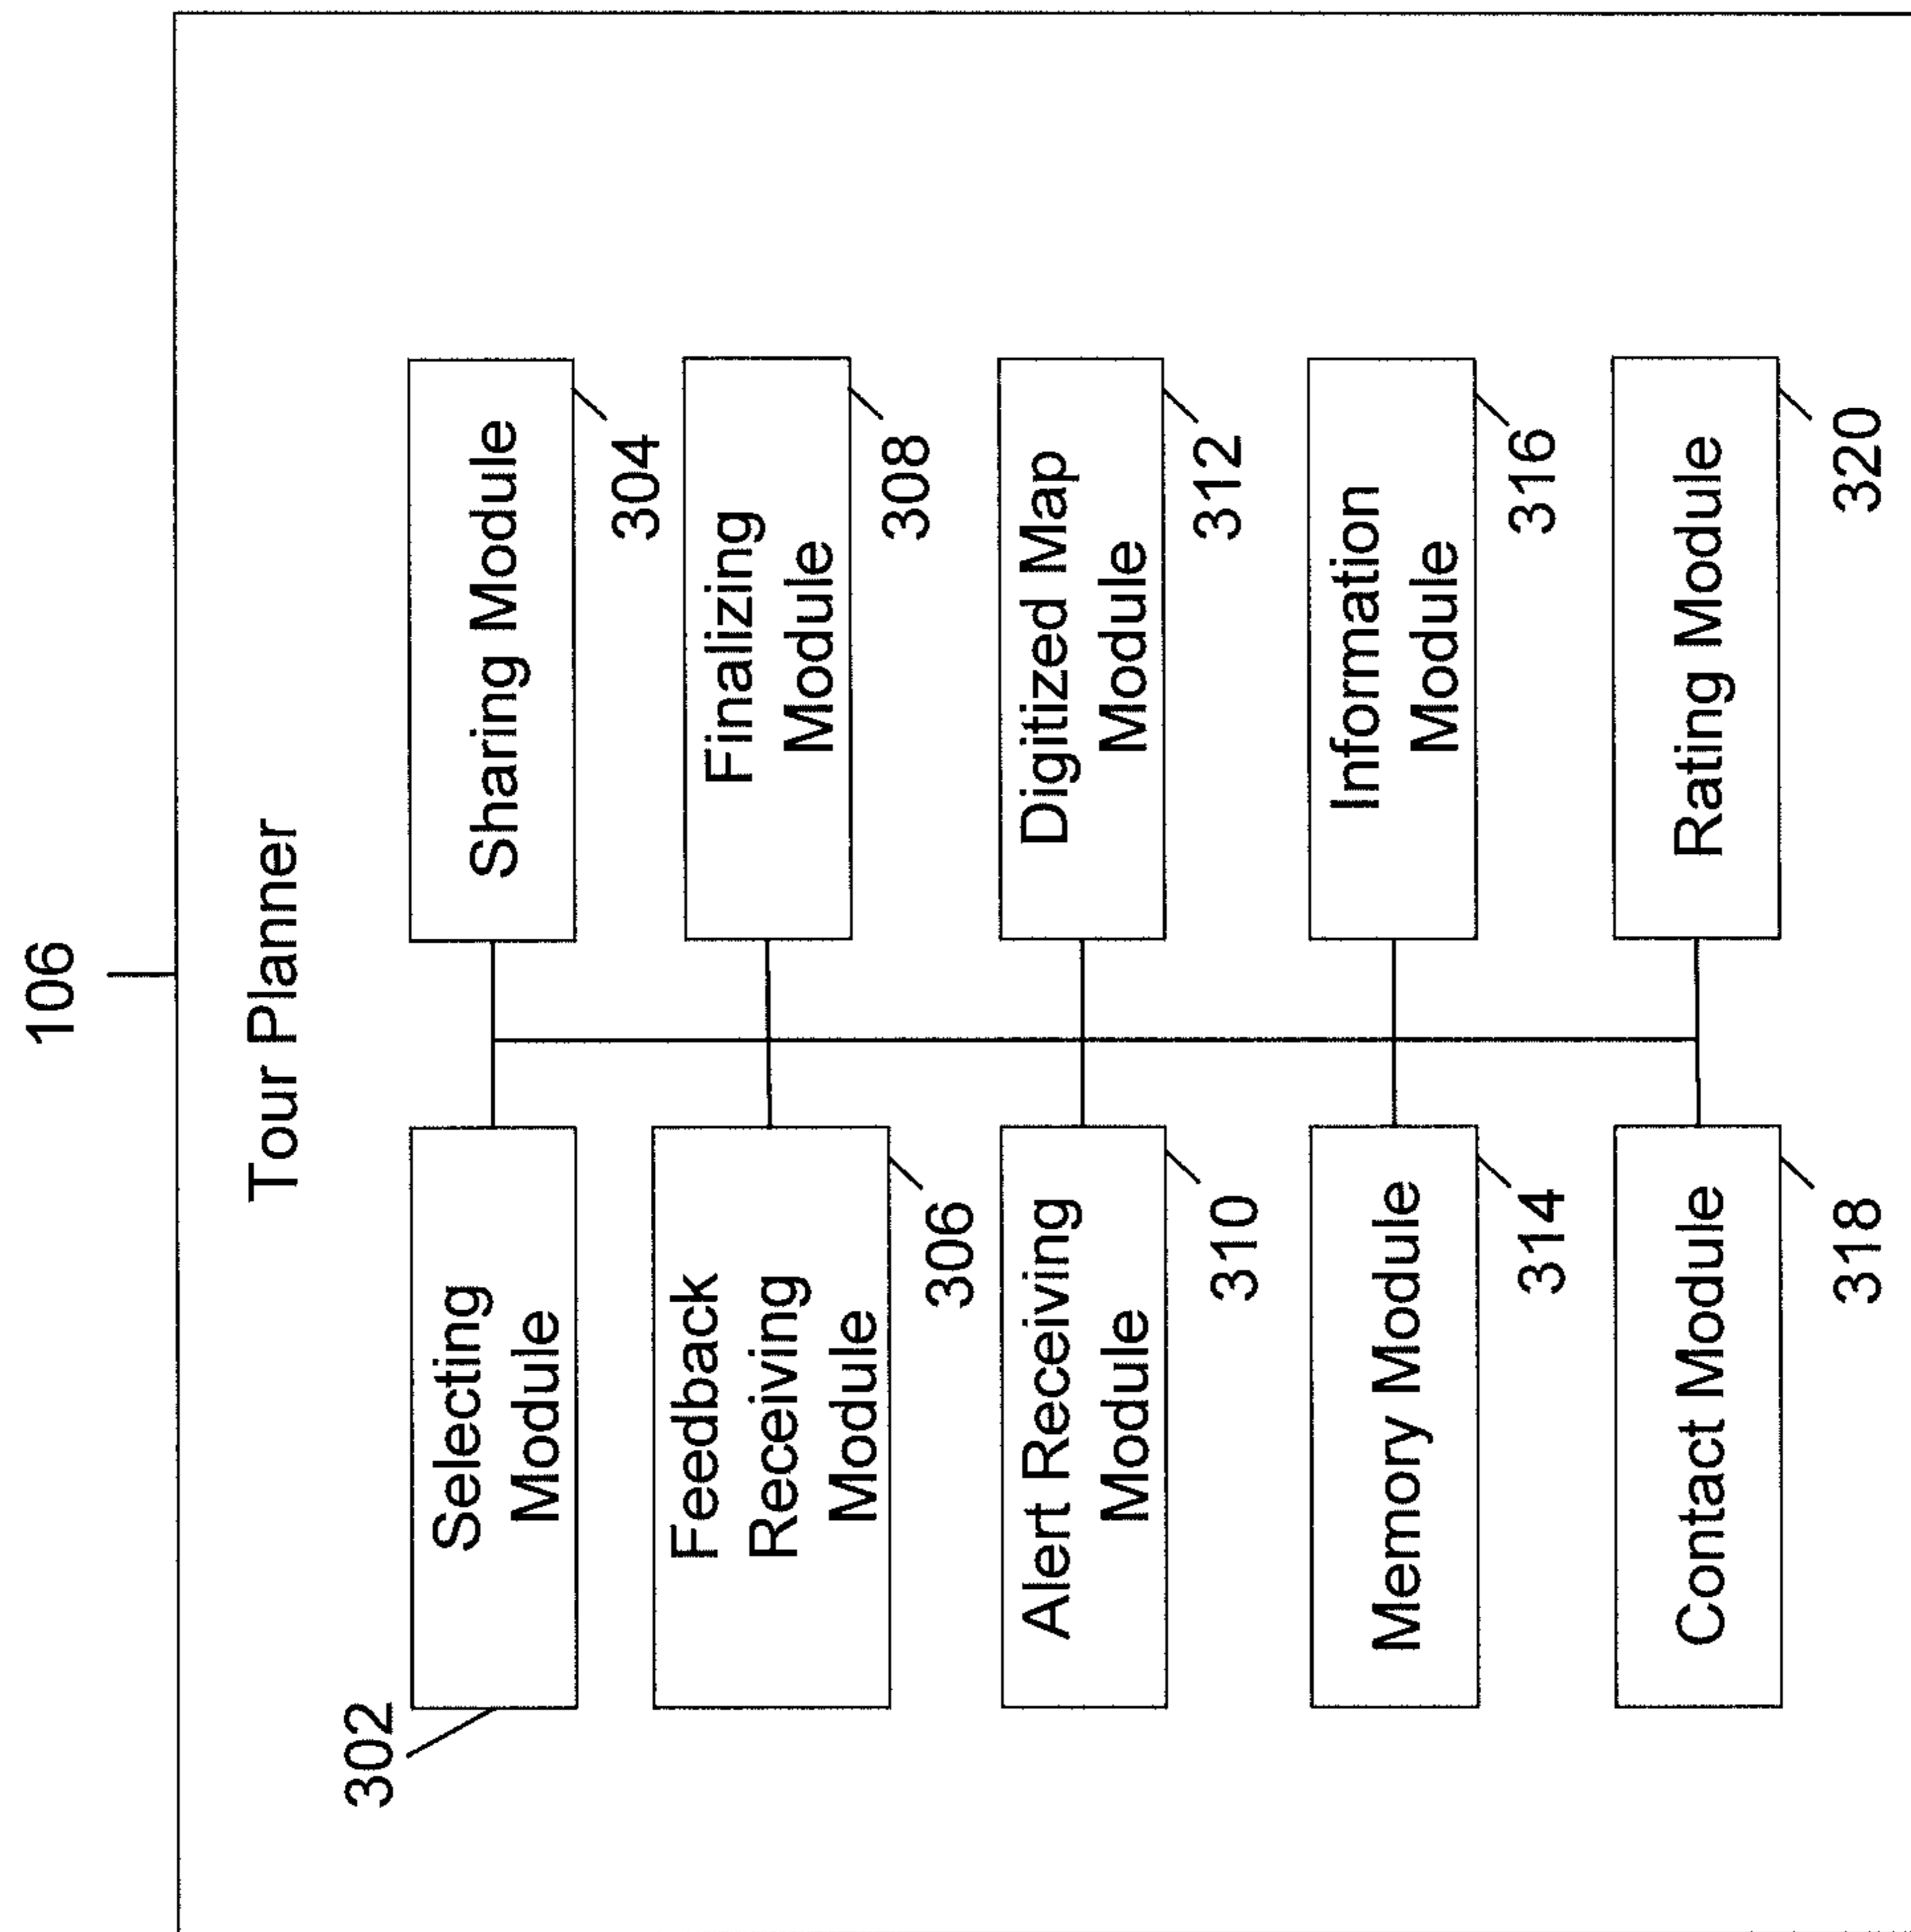 106
Tour Planner
302
Selecting
Module
Sharing Module
304
Feedback
Receiving
Module
306
Finalizing
Module
308
Alert Receiving
Module
310
Digitized Map
Module
312
Memory Module
314
Information
Module
316
Contact Module
318
Rating Module
320